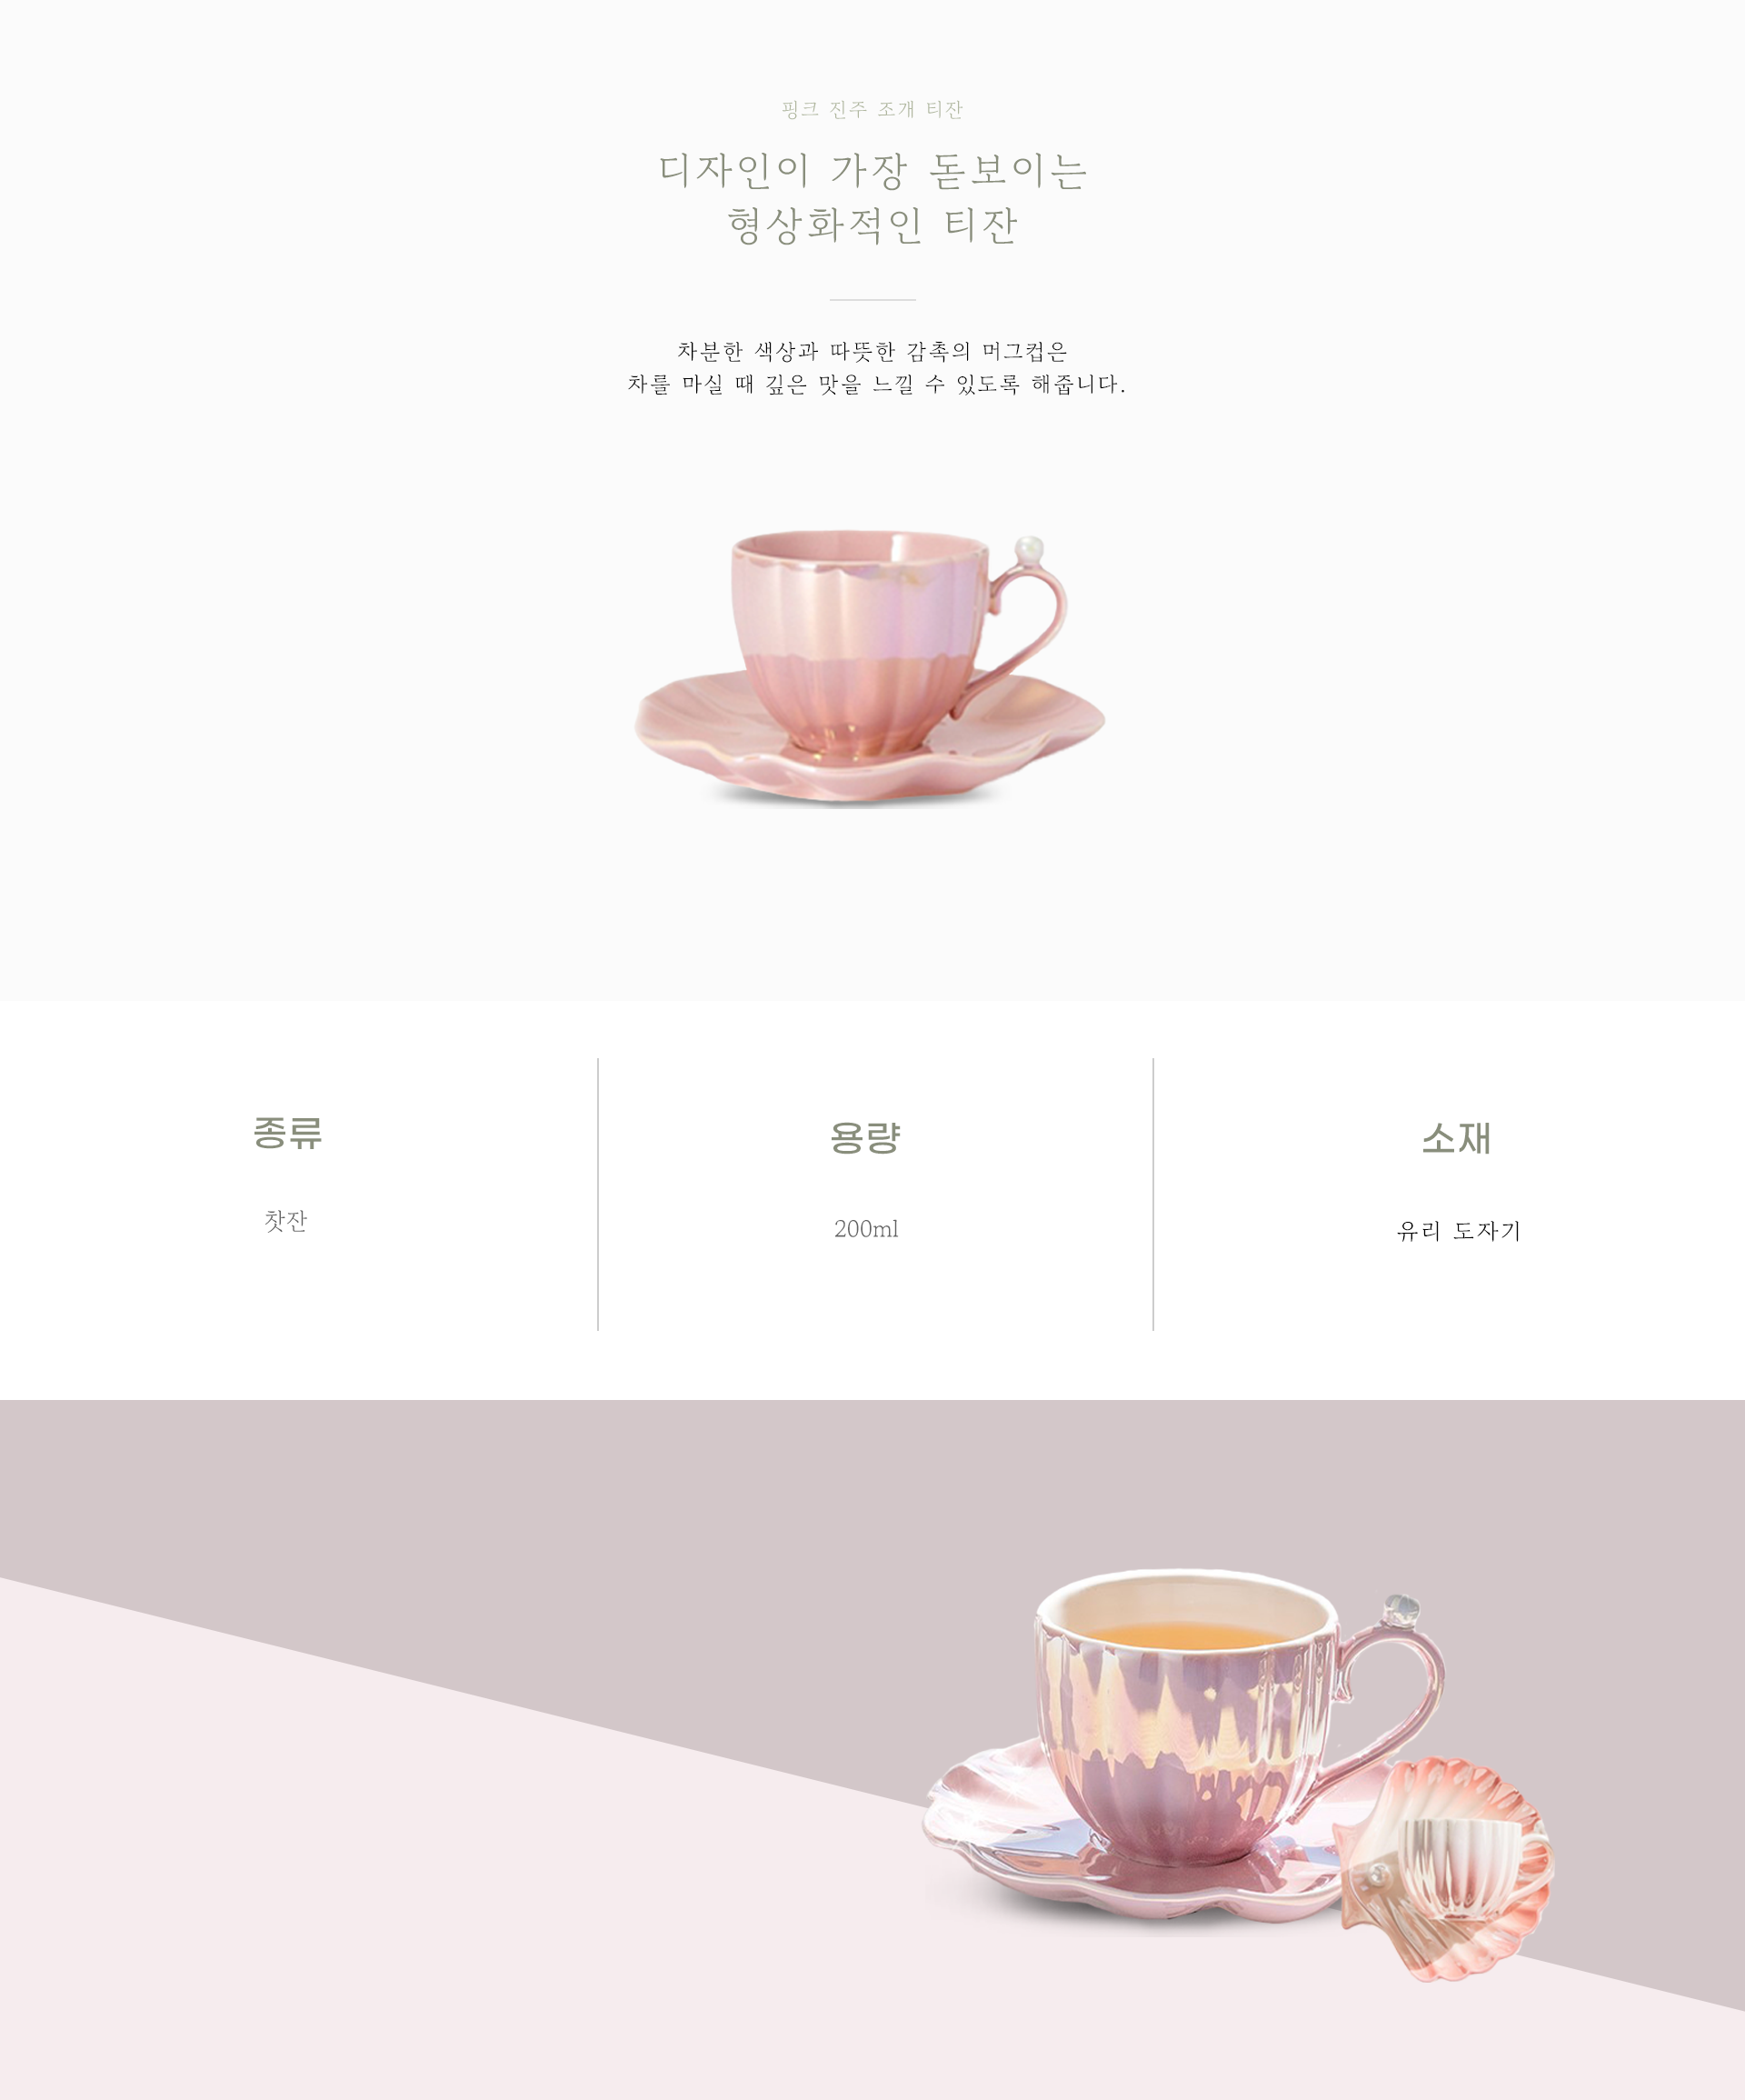 핑크 진주 조개 티잔
디자인이 가장 돋보이는
형상화적인 티잔
차분한 색상과 따뜻한 감촉의 머그컵은
차를 마실 때 깊은 맛을 느낄 수 있도록 해줍니다.
종류
찻잔
용량
200ml
소재
유리 도자기